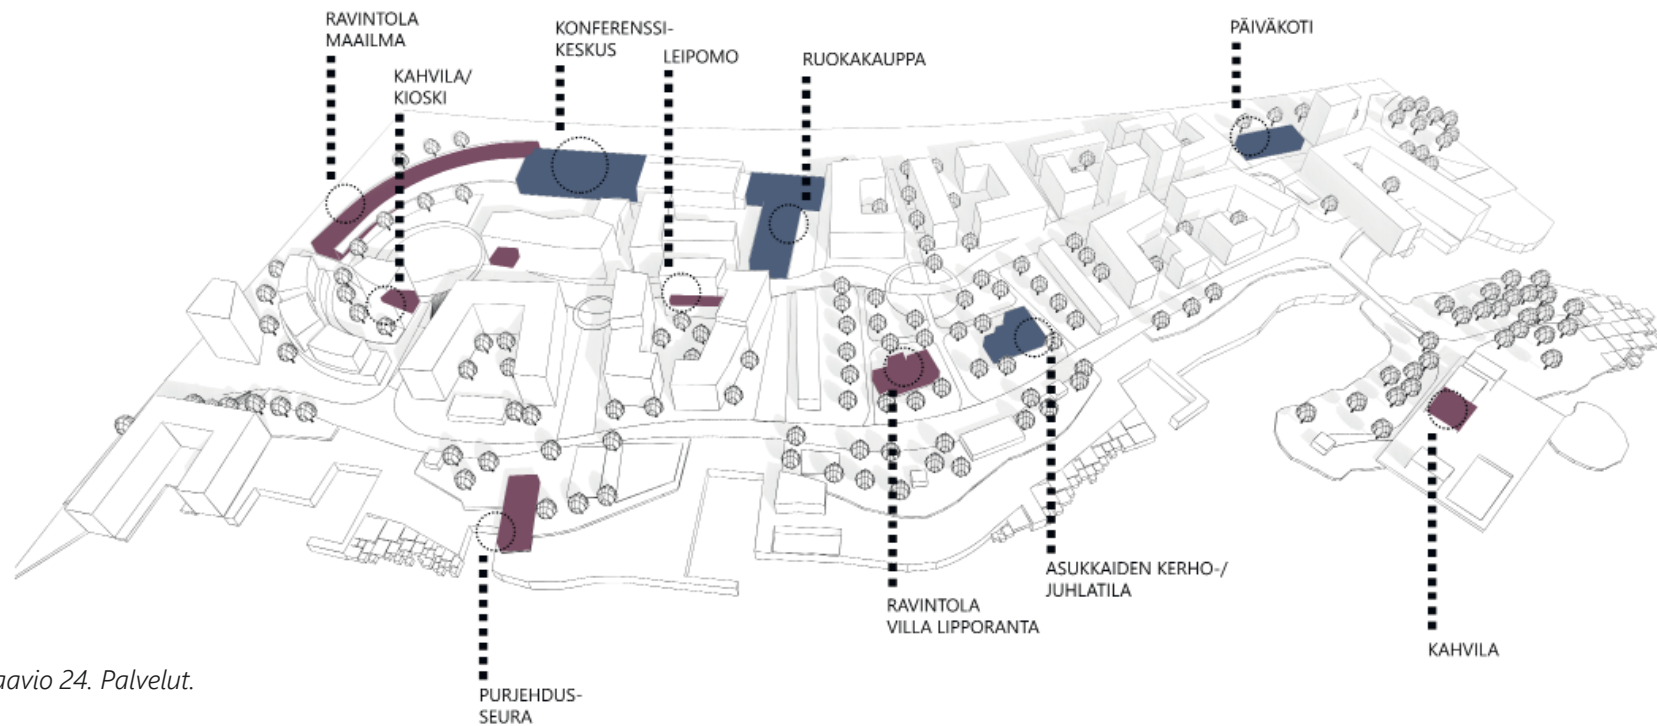 RAVINTOLA
MAAILMA
KAHVILA/
KIOSKI
KONFERENSSI-
KESKUS
LEIPOMO
RUOKAKAUPPA
PÄIVÄKOTI
ASUKKAIDEN KERHO-/
JUHLATILA
RAVINTOLA
VILLA LIPPORANTA
KAHVILA
PURJEHDUS-
SEURA
aavio 24. Palvelut.